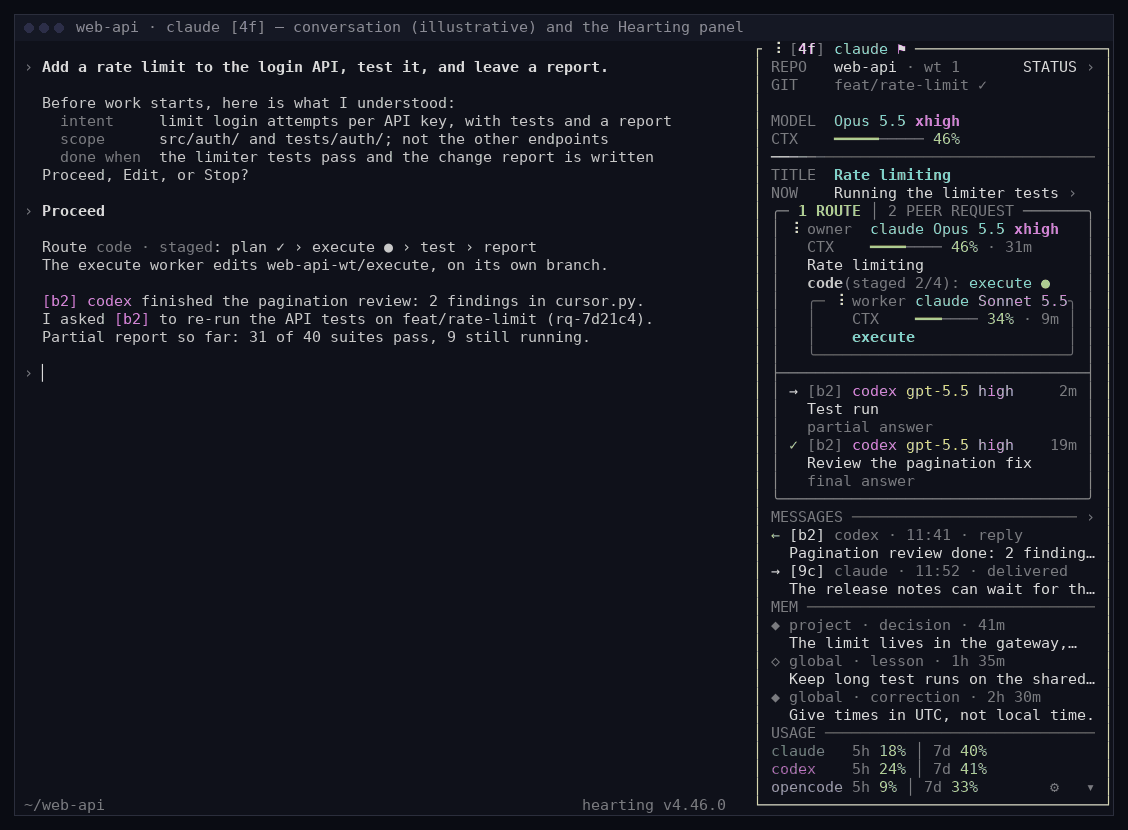 web-api · claude [4f] — conversation (illustrative) and the Hearting panel
› Add a rate limit to the login API, test it, and leave a report.
Before work starts, here is what I understood:
intent limit login attempts per API key, with tests and a report
scope src/auth/ and tests/auth/; not the other endpoints
done when the limiter tests pass and the change report is written
Proceed, Edit, or Stop?
› Proceed
Route code · staged: plan ✓ › execute ● › test › report
The execute worker edits web-api-wt/execute, on its own branch.
[b2] codex finished the pagination review: 2 findings in cursor.py.
I asked [b2] to re-run the API tests on feat/rate-limit (rq-7d21c4).
Partial report so far: 31 of 40 suites pass, 9 still running.
›
~/web-api
hearting v4.46.0
⠸ [4f] claude ⚑
REPO web-api · wt 1 STATUS ›
GIT feat/rate-limit ✓
MODEL Opus 5.5 xhigh
CTX 46%
TITLE Rate limiting
NOW Running the limiter tests ›
1 ROUTE │ 2 PEER REQUEST
⠸ owner claude Opus 5.5 xhigh
CTX 46% · 31m
Rate limiting
code(staged 2/4): execute ●
⠸ worker claude Sonnet 5.5
CTX 34% · 9m
execute
→ [b2] codex gpt-5.5 high 2m
Test run
partial answer
✓ [b2] codex gpt-5.5 high 19m
Review the pagination fix
final answer
MESSAGES ›
← [b2] codex · 11:41 · reply
Pagination review done: 2 finding…
→ [9c] claude · 11:52 · delivered
The release notes can wait for th…
MEM
◆ project · decision · 41m
The limit lives in the gateway,…
◇ global · lesson · 1h 35m
Keep long test runs on the shared…
◆ global · correction · 2h 30m
Give times in UTC, not local time.
USAGE
claude 5h 18% │ 7d 40%
codex 5h 24% │ 7d 41%
opencode 5h 9% │ 7d 33% ⚙ ▾